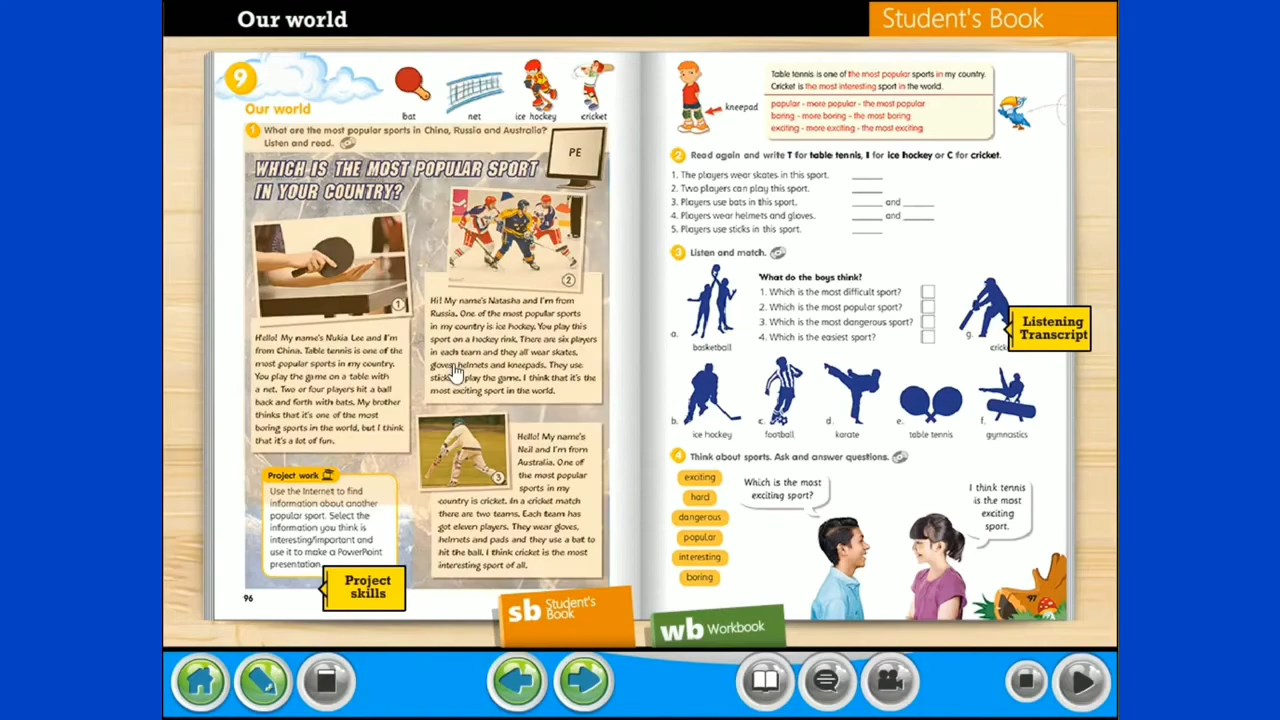 Our world
Student's Book
9
Our world
bat
net
ice hockey
cricket
1 What are the most popular sports in China, Russia and Australia?
Listen and read.
PE
WHICH IS THE MOST POPULAR SPORT
IN YOUR COUNTRY?
1
Hello! My name's Nukia Lee and I'm
from China. Table tennis is one of the
most popular sports in my country.
You play the game on a table with
a net. Two or four players hit a ball
back and forth with bats. My brother
thinks that it's one of the most
boring sports in the world, but I think
that it's a lot of fun.
2
Hi! My name's Natasha and I'm from
Russia. One of the most popular sports
in my country is ice hockey. You play this
sport on a hockey rink. There are six players
in each team and they all wear skates,
gloves helmets and kneepads. They use
play the game. I think that it's the
most exciting sport in the world.
3
Hello! My name's
Neil and I'm from
Australia. One of
the most popular
sports in my
country is cricket. In a cricket match
there are two teams. Each team has
got eleven players. They wear gloves,
helmets and pads and they use a bat to
hit the ball. I think cricket is the most
interesting sport of all.
Project work
Use the Internet to find
information about another
popular sport. Select the
information you think is
interesting/important and
use it to make a PowerPoint
presentation.
Project
skills
96
kneepad
Table tennis is one of the most popular sports in my country.
Cricket is the most interesting sport in the world.
popular - more popular - the most popular
boring - more boring - the most boring
exciting - more exciting - the most exciting
2 Read again and write T for table tennis, I for ice hockey or C for cricket.
1. The players wear skates in this sport. ______
2. Two players can play this sport. ______
3. Players use bats in this sport. ______ and ______
4. Players wear helmets and gloves. ______ and ______
5. Players use sticks in this sport. ______
3 Listen and match.
What do the boys think?
1. Which is the most difficult sport?
2. Which is the most popular sport?
3. Which is the most dangerous sport?
4. Which is the easiest sport?
a. basketball
g.
Listening
Transcript
b. ice hockey
c. football
d. karate
e. table tennis
f. gymnastics
4 Think about sports. Ask and answer questions.
exciting
hard
dangerous
popular
interesting
boring
Which is the most
exciting sport?
I think tennis
is the most
exciting
sport.
97
sb Student's
Book
wb Workbook